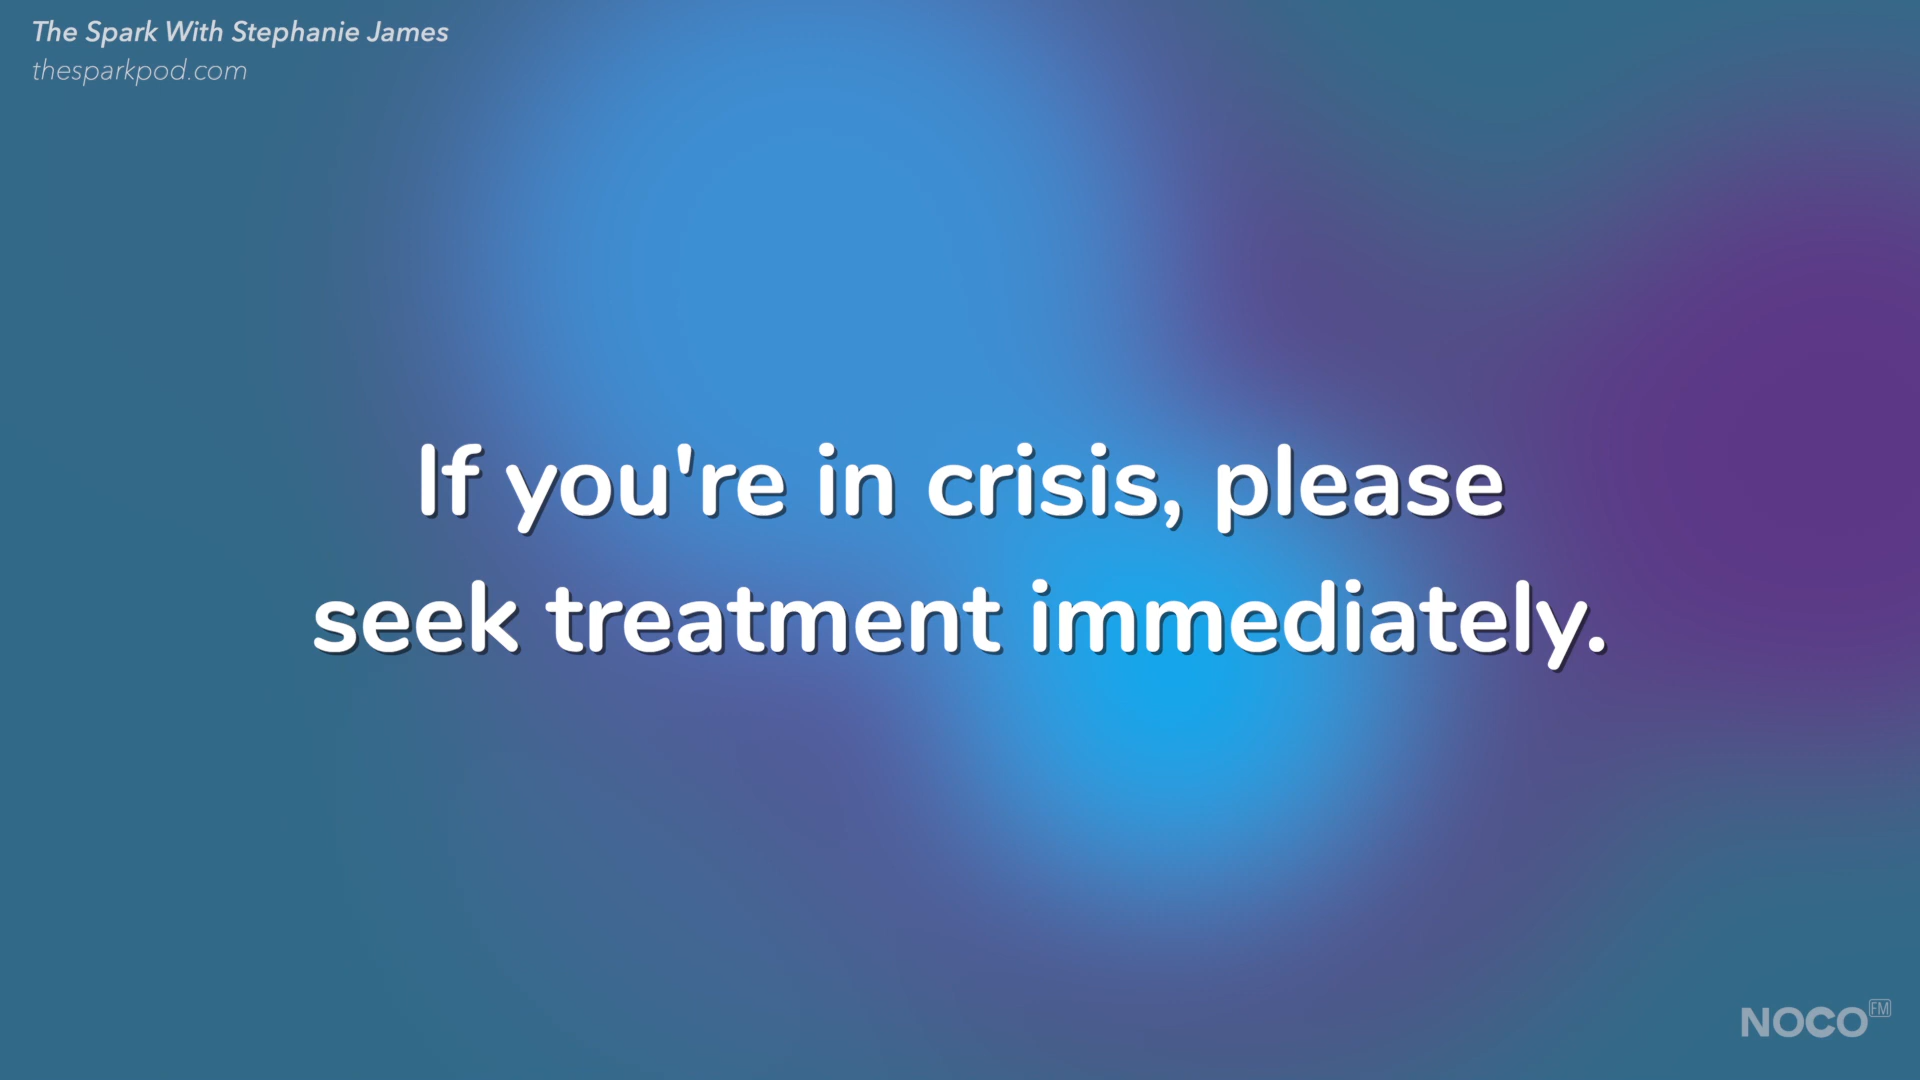 The Spark With Stephanie James
thesparkpod.com
If you're in crisis, please
seek treatment immediately.
NOCO FM